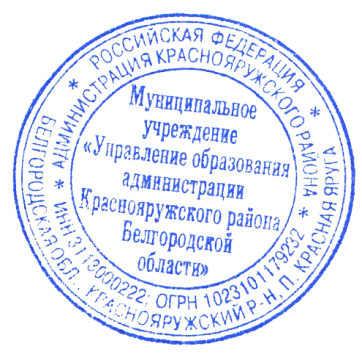 * РОССИЙСКАЯ ФЕДЕРАЦИЯ *
БЕЛГОРОДСКАЯ ОБЛ., КРАСНОЯРУЖСКИЙ Р-Н, П. КРАСНАЯ ЯРУГА
* АДМИНИСТРАЦИЯ КРАСНОЯРУЖСКОГО РАЙОНА *
ИНН 3113000222; ОГРН 1023101179232
Муниципальное
учреждение
«Управление образования
администрации
Краснояружского района
Белгородской
области»